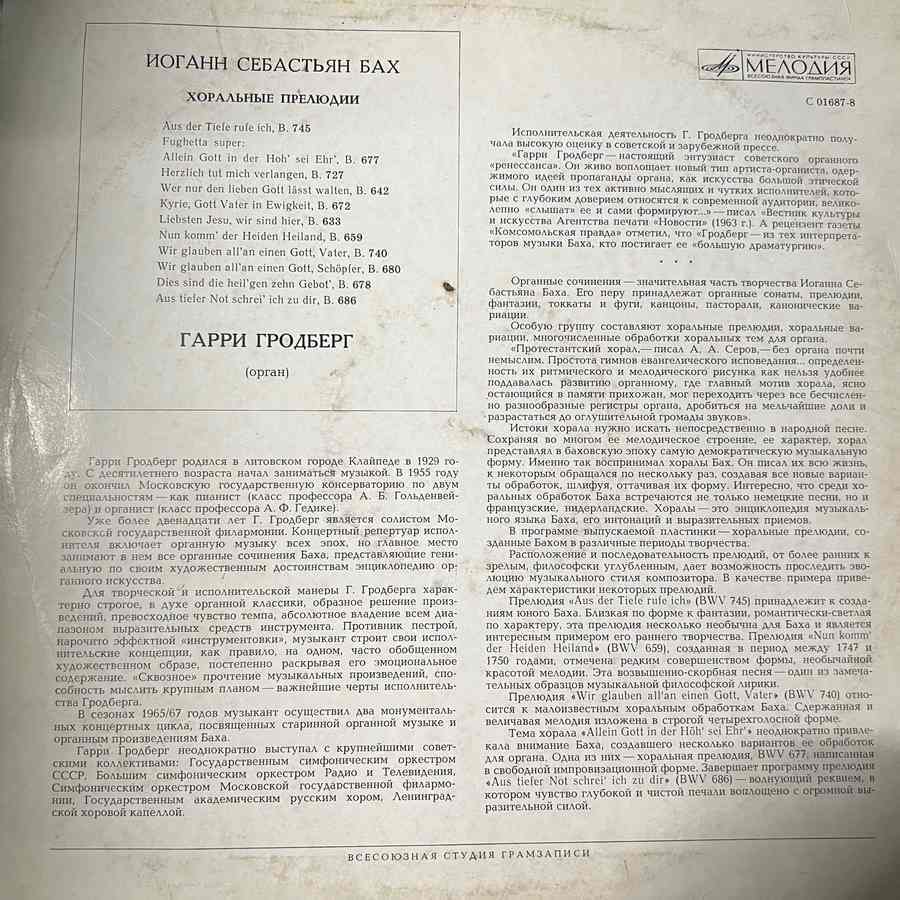 ИОГАНН СЕБАСТЬЯН БАХ
ХОРАЛЬНЫЕ ПРЕЛЮДИИ
Aus der Tiefe rufe ich, B. 745
Fughetta super:
Allein Gott in der Hoh' sei Ehr', B. 677
Herzlich tut mich verlangen, B. 727
Wer nur den lieben Gott lässt walten, B. 642
Kyrie, Gott Vater in Ewigkeit, B. 672
Liebsten Jesu, wir sind hier, B. 633
Nun komm' der Heiden Heiland, B. 659
Wir glauben all'an einen Gott, Vater, B. 740
Wir glauben all'an einen Gott, Schöpfer, B. 680
Dies sind die heil'gen zehn Gebot', B. 678
Aus tiefer Not schrei' ich zu dir, B. 686
ГАРРИ ГРОДБЕРГ
(орган)
Гарри Гродберг родился в литовском городе Клайпеде в 1929 го-
ду. С десятилетнего возраста начал заниматься музыкой. В 1955 году
он окончил Московскую государственную консерваторию по двум
специальностям — как пианист (класс профессора А. Б. Гольденвей-
зера) и органист (класс профессора А. Ф. Гедике).
Уже более двенадцати лет Г. Гродберг является солистом Мо-
сковской государственной филармонии. Концертный репертуар испол-
нителя включает органную музыку всех эпох, но главное место
занимают в нем все органные сочинения Баха, представляющие гени-
альную по своим художественным достоинствам энциклопедию ор-
ганного искусства.
Для творческой и исполнительской манеры Г. Гродберга харак-
терно строгое, в духе органной классики, образное решение произ-
ведений, превосходное чувство темпа, абсолютное владение всем диа-
пазоном выразительных средств инструмента. Противник пестрой,
нарочито эффектной «инструментовки», музыкант строит свои испол-
нительские концепции, как правило, на одном, часто обобщенном
художественном образе, постепенно раскрывая его эмоциональное
содержание. «Сквозное» прочтение музыкальных произведений, спо-
собность мыслить крупным планом — важнейшие черты исполнитель-
ства Гродберга.
В сезонах 1965/67 годов музыкант осуществил два монументаль-
ных концертных цикла, посвященных старинной органной музыке и
органным произведениям Баха.
Гарри Гродберг неоднократно выступал с крупнейшими совет-
скими коллективами: Государственным симфоническим оркестром
СССР, Большим симфоническим оркестром Радио и Телевидения,
Симфоническим оркестром Московской государственной филармо-
нии, Государственным академическим русским хором, Ленинград-
ской хоровой капеллой.
МИНИСТЕРСТВО КУЛЬТУРЫ СССР
МЕЛОДИЯ
ВСЕСОЮЗНАЯ ФИРМА ГРАМПЛАСТИНОК
С 01687-8
Исполнительская деятельность Г. Гродберга неоднократно полу-
чала высокую оценку в советской и зарубежной прессе.
«Гарри Гродберг — настоящий энтузиаст советского органного
«ренессанса». Он живо воплощает новый тип артиста-органиста, одер-
жимого идеей пропаганды органа, как искусства большой этической
силы. Он один из тех активно мыслящих и чутких исполнителей, кото-
рые с глубоким доверием относятся к современной аудитории, велико-
лепно «слышат» ее и сами формируют...» — писал «Вестник культуры
и искусства Агентства печати «Новости» (1963 г.). А рецензент газеты
«Комсомольская правда» отметил, что «Гродберг — из тех интерпрета-
торов музыки Баха, кто постигает ее «большую драматургию».
* * *
Органные сочинения — значительная часть творчества Иоганна Се-
бастьяна Баха. Его перу принадлежат органные сонаты, прелюдии,
фантазии, токкаты и фуги, канцоны, пасторали, канонические ва-
риации.
Особую группу составляют хоральные прелюдии, хоральные ва-
риации, многочисленные обработки хоральных тем для органа.
«Протестантский хорал,— писал А. А. Серов,— без органа почти
немыслим. Простота гимнов евангелического исповедания... определен-
ность их ритмического и мелодического рисунка как нельзя удобнее
поддавалась развитию органному, где главный мотив хорала, ясно
остающийся в памяти прихожан, мог переходить через все бесчислен-
но разнообразные регистры органа, дробиться на мельчайшие доли и
разрастаться до оглушительной громады звуков».
Истоки хорала нужно искать непосредственно в народной песне.
Сохраняя во многом ее мелодическое строение, ее характер, хорал
представлял в баховскую эпоху самую демократическую музыкальную
форму. Именно так воспринимал хоралы Бах. Он писал их всю жизнь,
к некоторым обращался по нескольку раз, создавая все новые вариан-
ты обработок, шлифуя, оттачивая их форму. Интересно, что среди хо-
ральных обработок Баха встречаются не только немецкие песни, но и
французские, нидерландские. Хоралы — это энциклопедия музыкаль-
ного языка Баха, его интонаций и выразительных приемов.
В программе выпускаемой пластинки — хоральные прелюдии, со-
зданные Бахом в различные периоды творчества.
Расположение и последовательность прелюдий, от более ранних к
зрелым, философски углубленным, дает возможность проследить эво-
люцию музыкального стиля композитора. В качестве примера приве-
дем характеристики некоторых прелюдий.
Прелюдия «Aus der Tiefe rufe ich» (BWV 745) принадлежит к созда-
ниям юного Баха. Близкая по форме к фантазии, романтически-светлая
по характеру, эта прелюдия несколько необычна для Баха и является
интересным примером его раннего творчества. Прелюдия «Nun komm'
der Heiden Heiland» (BWV 659), созданная в период между 1747 и
1750 годами, отмечена редким совершенством формы, необычайной
красотой мелодии. Эта возвышенно-скорбная песня — один из замеча-
тельных образцов музыкальной философской лирики.
Прелюдия «Wir glauben all'an einen Gott, Vater» (BWV 740) отно-
сится к малоизвестным хоральным обработкам Баха. Сдержанная и
величавая мелодия изложена в строгой четырехголосной форме.
Тема хорала «Allein Gott in der Höh' sei Ehr'» неоднократно привле-
кала внимание Баха, создавшего несколько вариантов ее обработок
для органа. Одна из них — хоральная прелюдия, BWV 677, написанная
в свободной импровизационной форме. Завершает программу прелюдия
«Aus tiefer Not schrei' ich zu dir» (BWV 686) — волнующий реквием, в
котором чувство глубокой и чистой печали воплощено с огромной вы-
разительной силой.
ВСЕСОЮЗНАЯ СТУДИЯ ГРАМЗАПИСИ